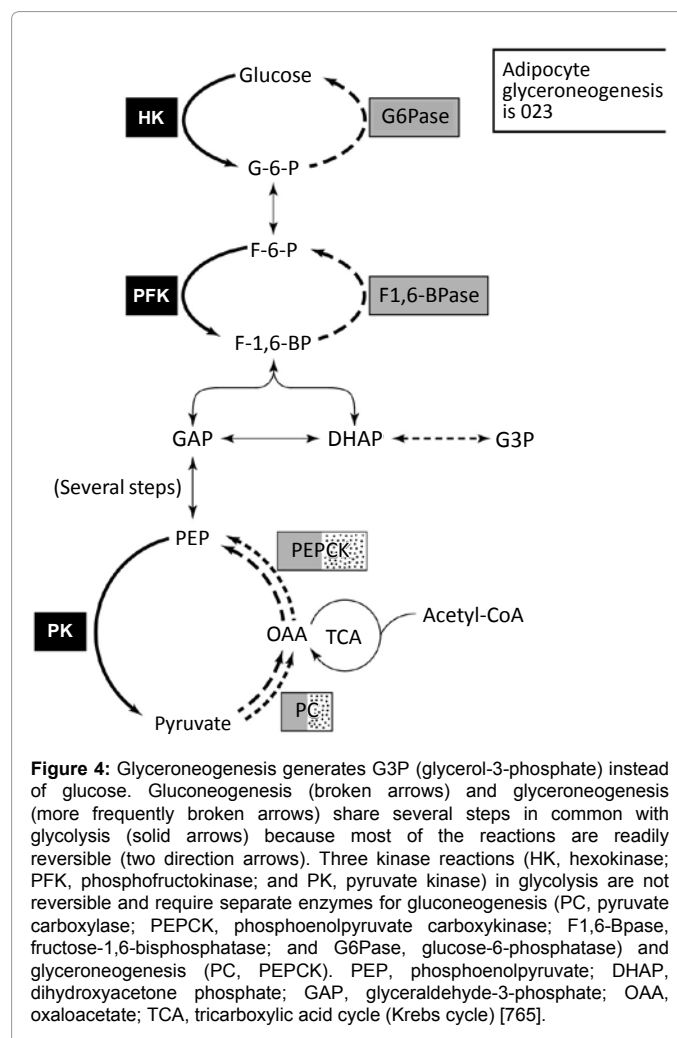 Adipocyte
glyceroneogenesis
is 023
Glucose
HK
G6Pase
G-6-P
F-6-P
PFK
F1,6-BPase
F-1,6-BP
GAP
DHAP
G3P
(Several steps)
PEP
PEPCK
PK
OAA
TCA
Acetyl-CoA
PC
Pyruvate
Figure 4: Glyceroneogenesis generates G3P (glycerol-3-phosphate) instead
of glucose. Gluconeogenesis (broken arrows) and glyceroneogenesis
(more frequently broken arrows) share several steps in common with
glycolysis (solid arrows) because most of the reactions are readily
reversible (two direction arrows). Three kinase reactions (HK, hexokinase;
PFK, phosphofructokinase; and PK, pyruvate kinase) in glycolysis are not
reversible and require separate enzymes for gluconeogenesis (PC, pyruvate
carboxylase; PEPCK, phosphoenolpyruvate carboxykinase; F1,6-Bpase,
fructose-1,6-bisphosphatase; and G6Pase, glucose-6-phosphatase) and
glyceroneogenesis (PC, PEPCK). PEP, phosphoenolpyruvate; DHAP,
dihydroxyacetone phosphate; GAP, glyceraldehyde-3-phosphate; OAA,
oxaloacetate; TCA, tricarboxylic acid cycle (Krebs cycle) [765].